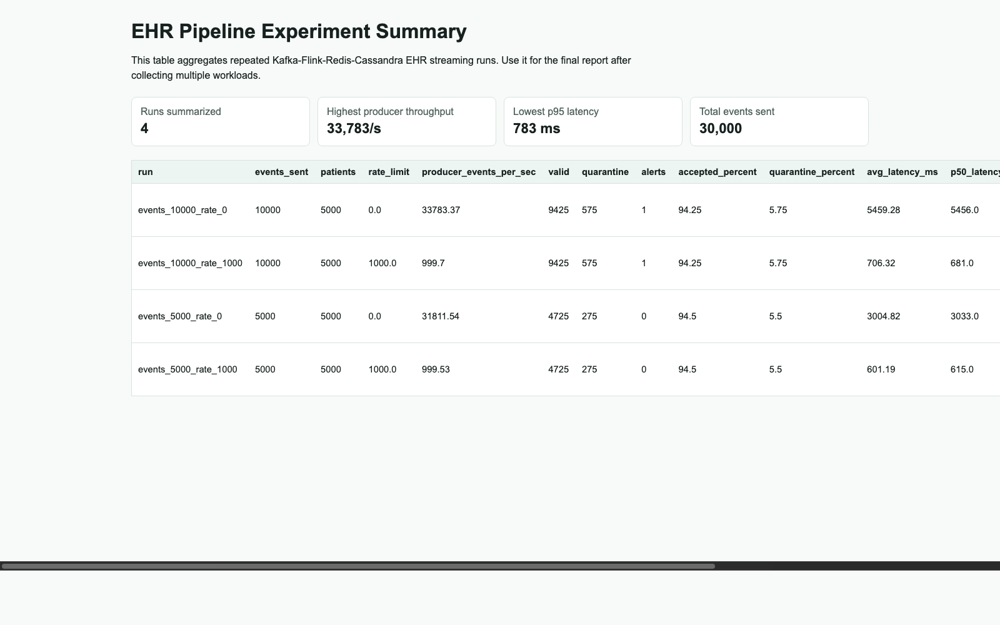 EHR Pipeline Experiment Summary
This table aggregates repeated Kafka-Flink-Redis-Cassandra EHR streaming runs. Use it for the final report after
collecting multiple workloads.
Runs summarized
4
Highest producer throughput
33,783/s
Lowest p95 latency
783 ms
Total events sent
30,000
run events_sent patients rate_limit producer_events_per_sec valid quarantine alerts accepted_percent quarantine_percent avg_latency_ms p50_latency
events_10000_rate_0 10000 5000 0.0 33783.37 9425 575 1 94.25 5.75 5459.28 5456.0
events_10000_rate_1000 10000 5000 1000.0 999.7 9425 575 1 94.25 5.75 706.32 681.0
events_5000_rate_0 5000 5000 0.0 31811.54 4725 275 0 94.5 5.5 3004.82 3033.0
events_5000_rate_1000 5000 5000 1000.0 999.53 4725 275 0 94.5 5.5 601.19 615.0